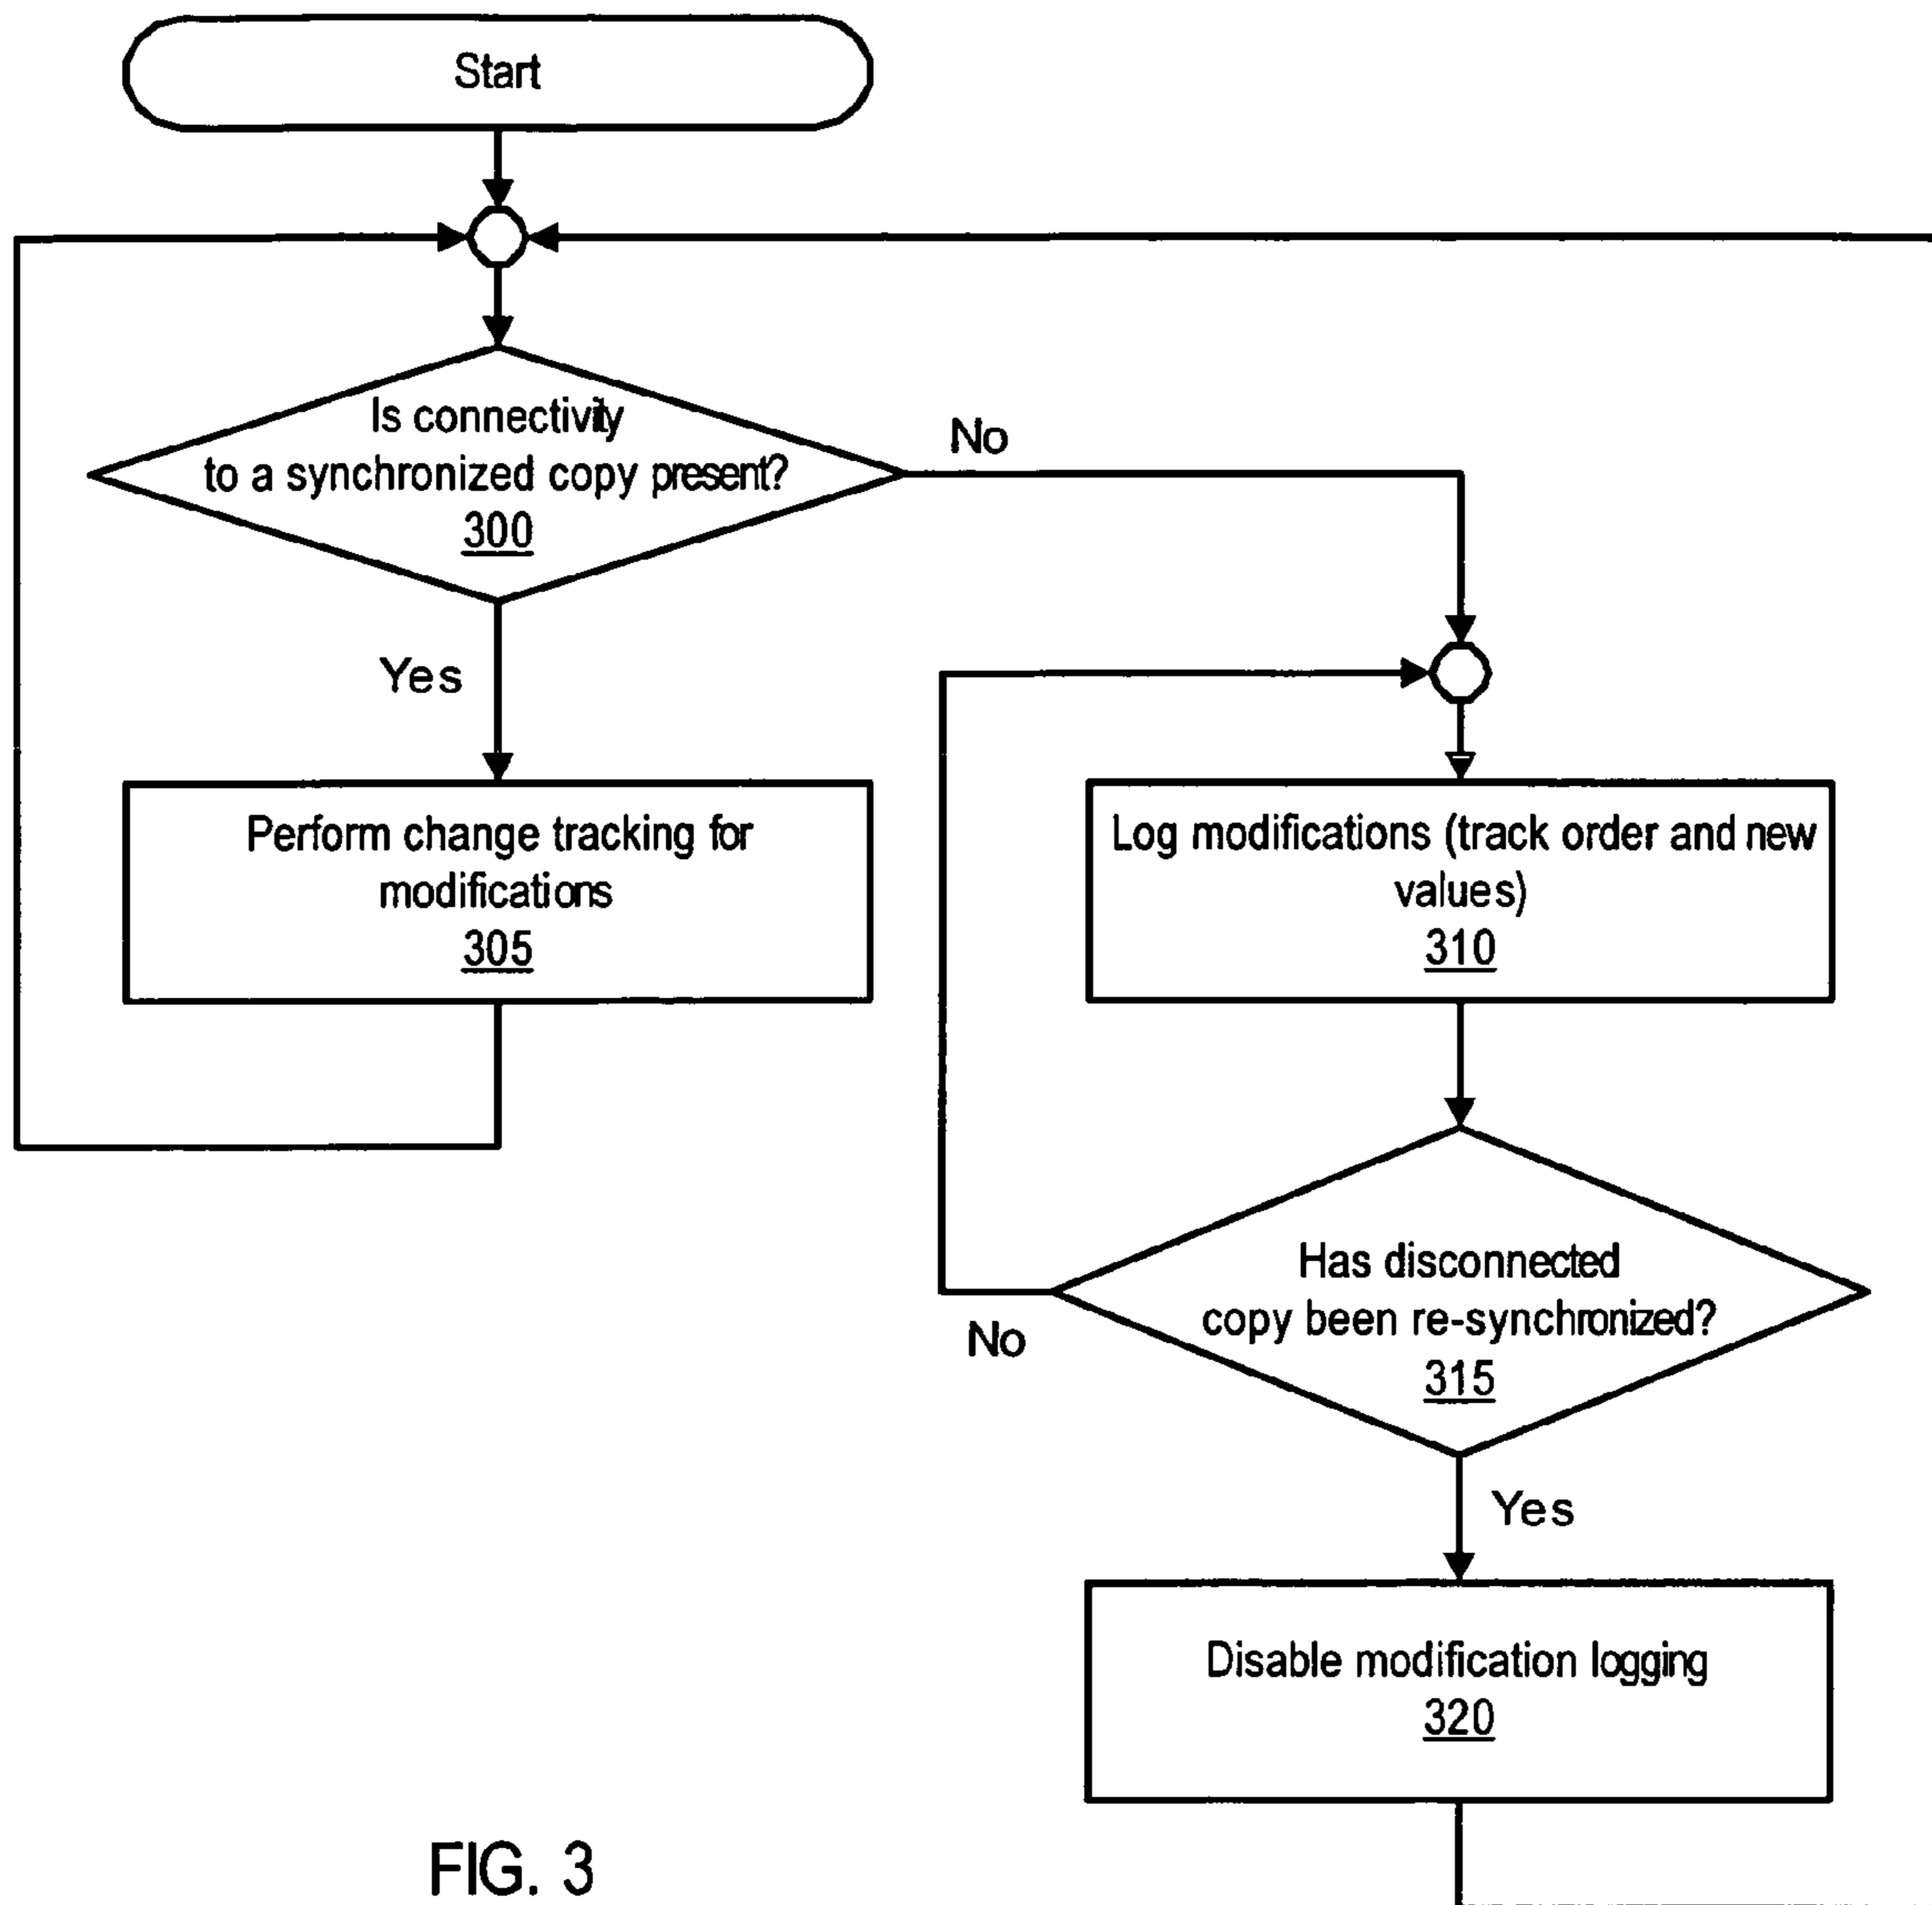 Start
Is connectivity
to a synchronized copy present?
300
No
Yes
Perform change tracking for
modifications
305
Log modifications (track order and new
values)
310
Has disconnected
copy been re-synchronized?
315
No
Yes
Disable modification logging
320
FIG. 3